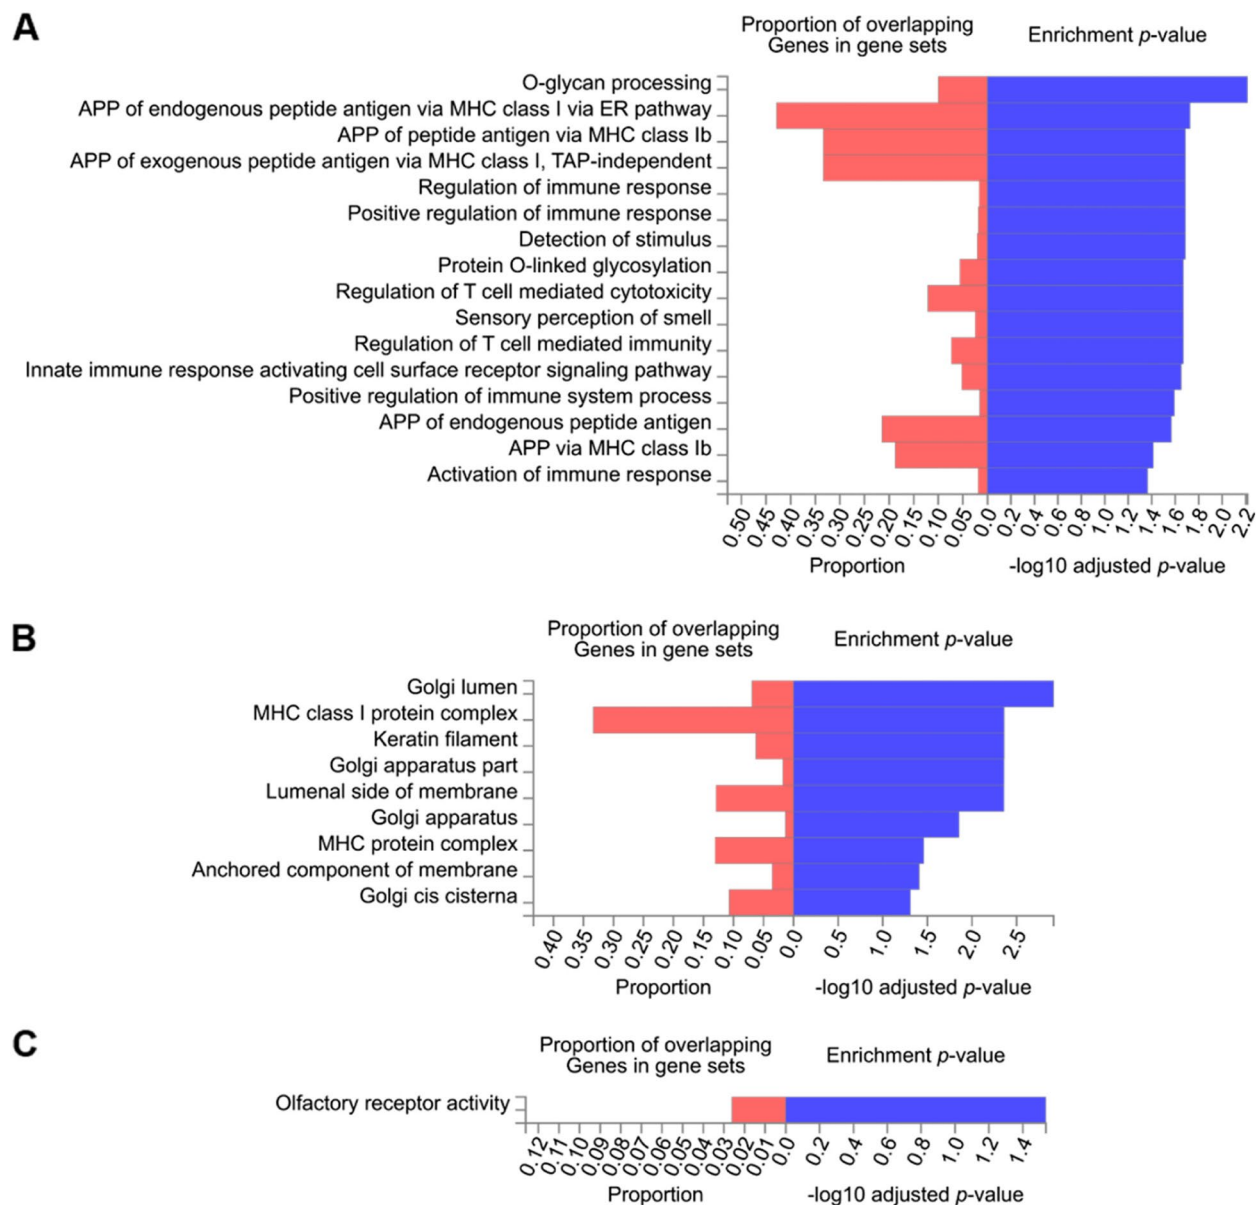 A
Proportion of overlapping
Genes in gene sets
Enrichment p-value
O-glycan processing
APP of endogenous peptide antigen via MHC class I via ER pathway
APP of peptide antigen via MHC class Ib
APP of exogenous peptide antigen via MHC class I, TAP-independent
Regulation of immune response
Positive regulation of immune response
Detection of stimulus
Protein O-linked glycosylation
Regulation of T cell mediated cytotoxicity
Sensory perception of smell
Regulation of T cell mediated immunity
Innate immune response activating cell surface receptor signaling pathway
Positive regulation of immune system process
APP of endogenous peptide antigen
APP via MHC class Ib
Activation of immune response
0.50 0.45 0.40 0.35 0.30 0.25 0.20 0.15 0.10 0.05 0.0 0.2 0.4 0.6 0.8 1.0 1.2 1.4 1.6 1.8 2.0 2.2
Proportion
-log10 adjusted p-value
B
Proportion of overlapping
Genes in gene sets
Enrichment p-value
Golgi lumen
MHC class I protein complex
Keratin filament
Golgi apparatus part
Lumenal side of membrane
Golgi apparatus
MHC protein complex
Anchored component of membrane
Golgi cis cisterna
0.40 0.35 0.30 0.25 0.20 0.15 0.10 0.05 0.0 0.5 1.0 1.5 2.0 2.5
Proportion
-log10 adjusted p-value
C
Proportion of overlapping
Genes in gene sets
Enrichment p-value
Olfactory receptor activity
0.12 0.11 0.10 0.09 0.08 0.07 0.06 0.05 0.04 0.03 0.02 0.01 0.0 0.2 0.4 0.6 0.8 1.0 1.2 1.4
Proportion
-log10 adjusted p-value